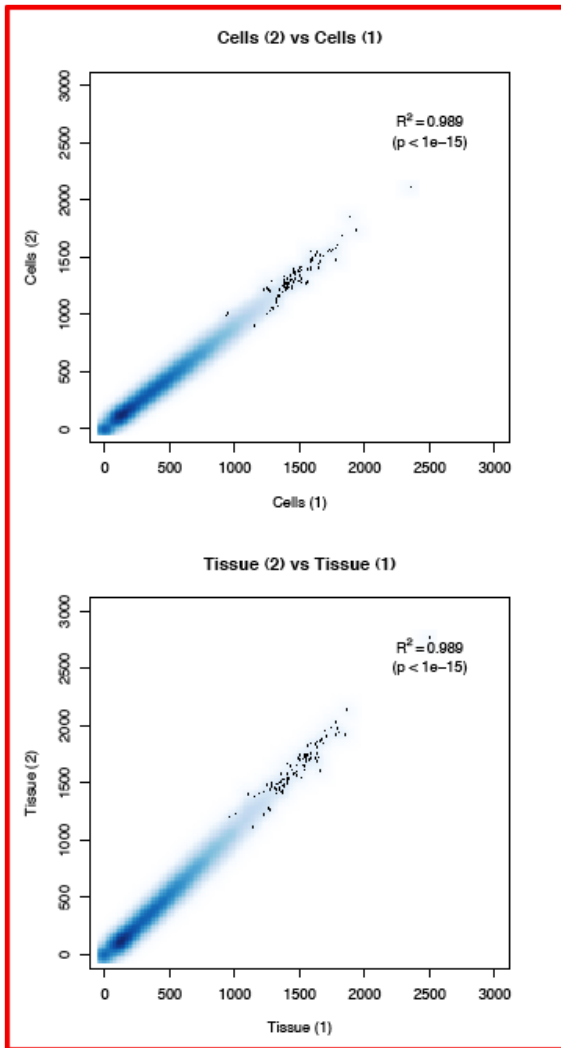 Cells (2) vs Cells (1)
3000
2500
2000
1500
1000
500
0
Cells (2)
R² = 0.989
(p < 1e−15)
0 500 1000 1500 2000 2500 3000
Cells (1)
Tissue (2) vs Tissue (1)
3000
2500
2000
1500
1000
500
0
Tissue (2)
R² = 0.989
(p < 1e−15)
0 500 1000 1500 2000 2500 3000
Tissue (1)